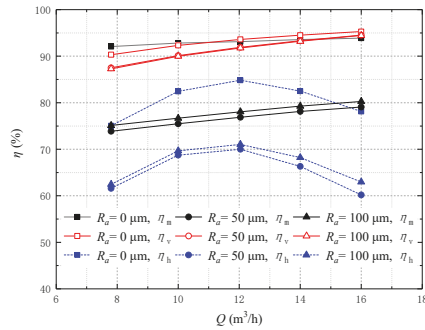 100
90
80
70
60
50
40
η (%)
Rₐ = 0 μm, ηₘ
Rₐ = 50 μm, ηₘ
Rₐ = 100 μm, ηₘ
Rₐ = 0 μm, ηᵥ
Rₐ = 50 μm, ηᵥ
Rₐ = 100 μm, ηᵥ
Rₐ = 0 μm, ηₕ
Rₐ = 50 μm, ηₕ
Rₐ = 100 μm, ηₕ
6 8 10 12 14 16 18
Q (m³/h)